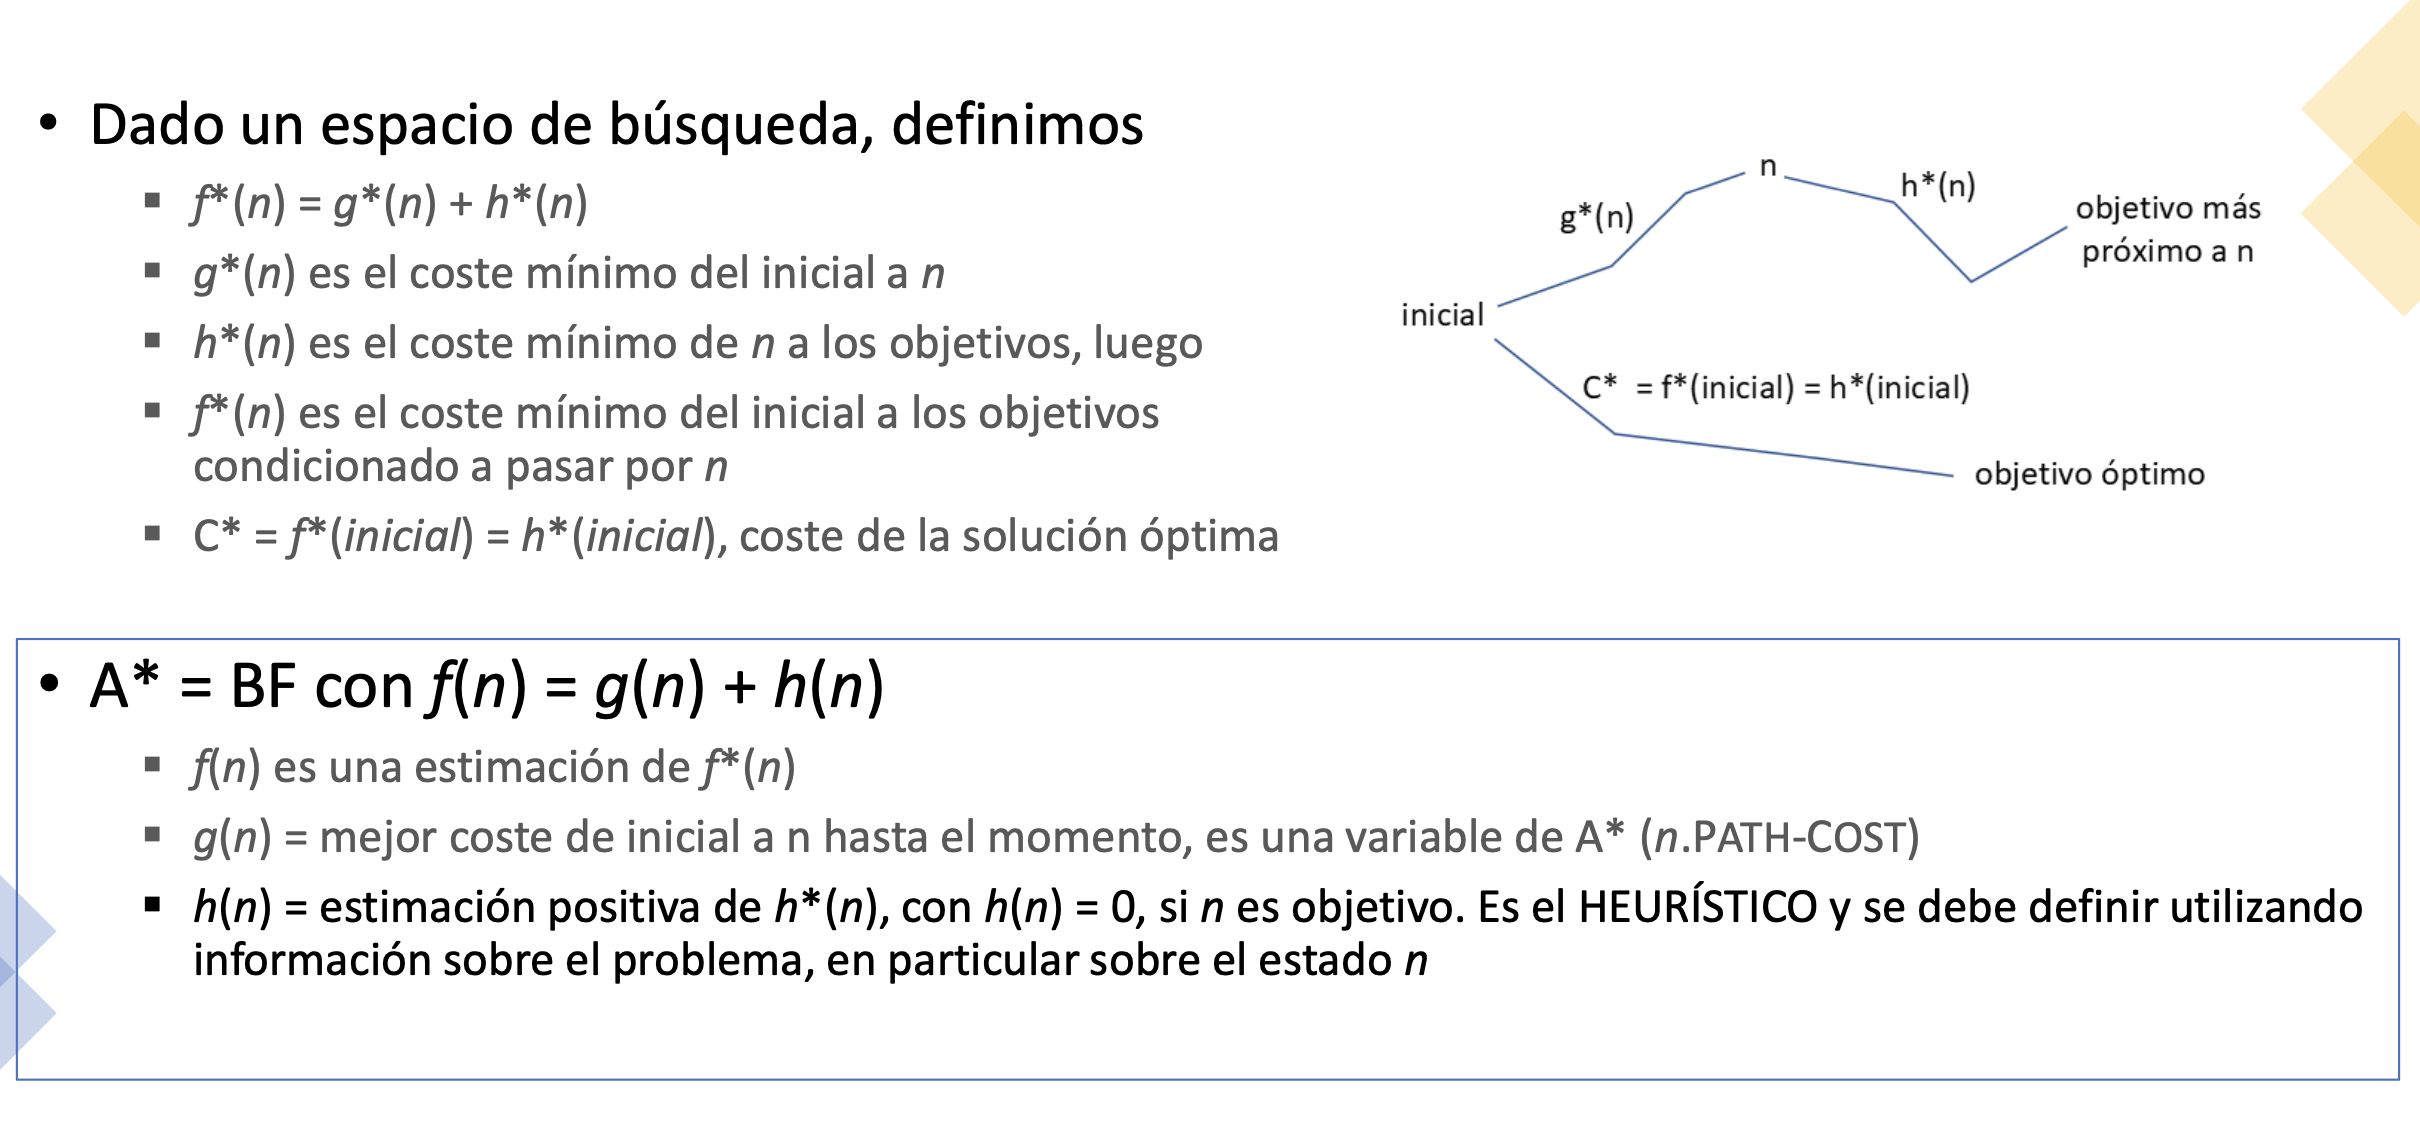 • Dado un espacio de búsqueda, definimos
▪ f*(n) = g*(n) + h*(n)
▪ g*(n) es el coste mínimo del inicial a n
▪ h*(n) es el coste mínimo de n a los objetivos, luego
▪ f*(n) es el coste mínimo del inicial a los objetivos
condicionado a pasar por n
▪ C* = f*(inicial) = h*(inicial), coste de la solución óptima
n
h*(n)
g*(n)
objetivo más
próximo a n
inicial
C* = f*(inicial) = h*(inicial)
objetivo óptimo
• A* = BF con f(n) = g(n) + h(n)
▪ f(n) es una estimación de f*(n)
▪ g(n) = mejor coste de inicial a n hasta el momento, es una variable de A* (n.PATH-COST)
▪ h(n) = estimación positiva de h*(n), con h(n) = 0, si n es objetivo. Es el HEURÍSTICO y se debe definir utilizando
información sobre el problema, en particular sobre el estado n